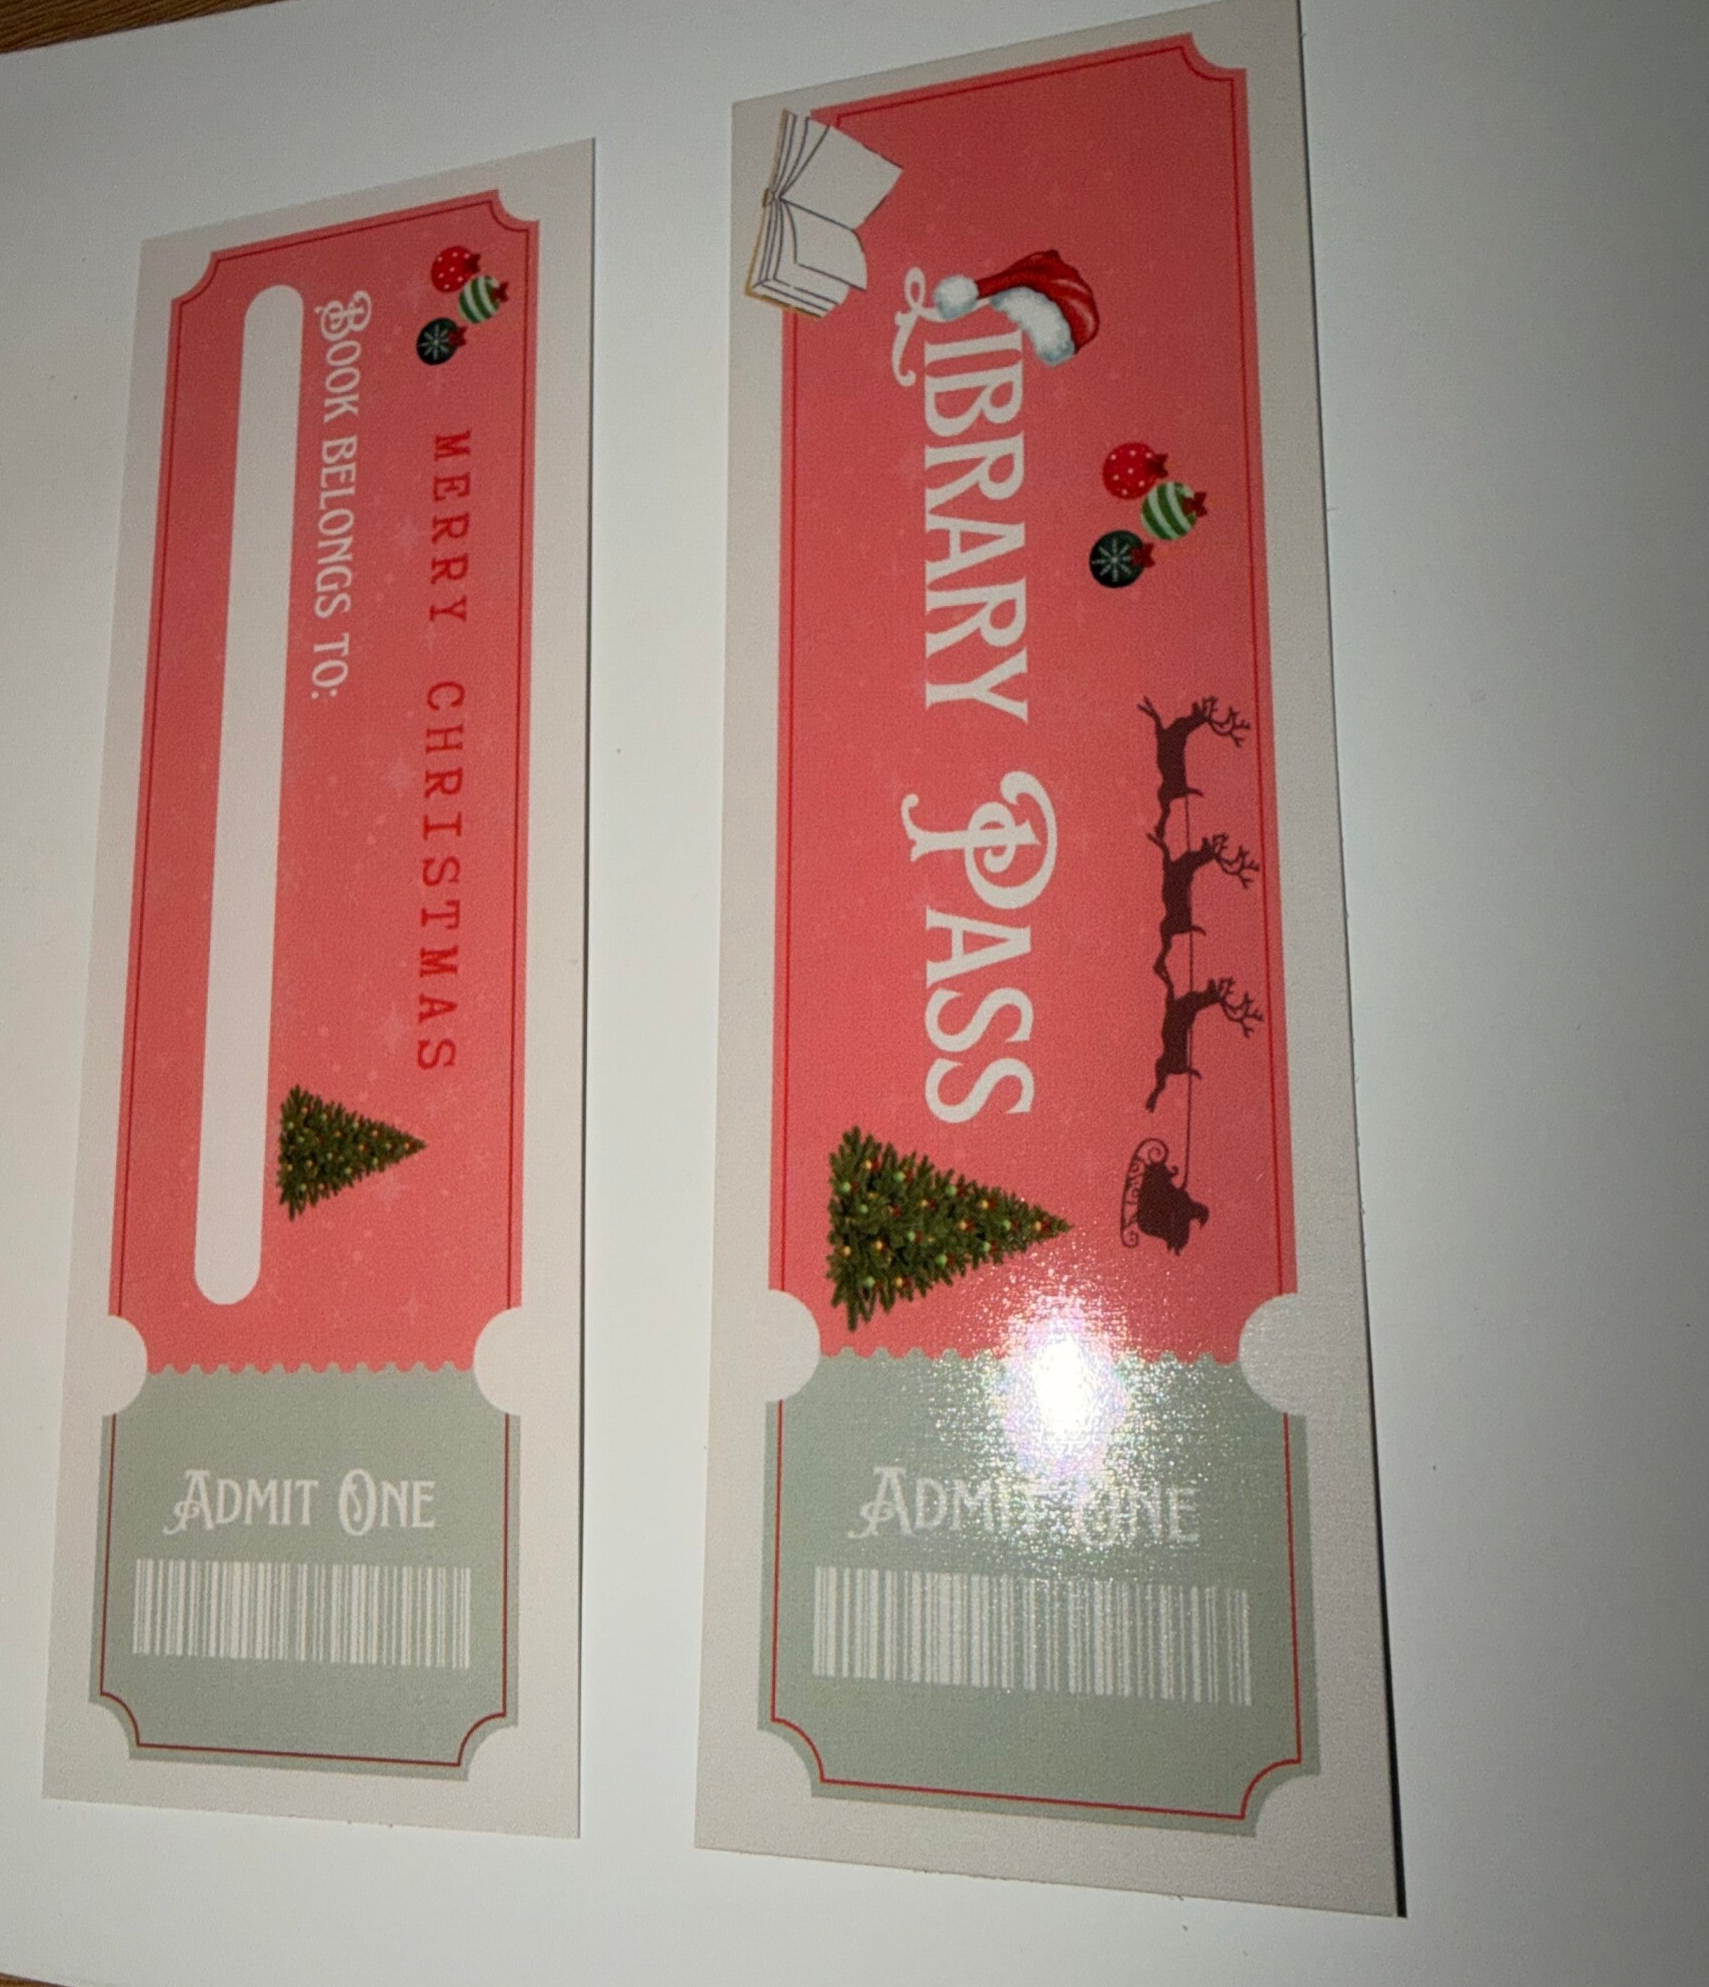 MERRY CHRISTMAS
BOOK BELONGS TO:
ADMIT ONE
LIBRARY PASS
ADMIT ONE